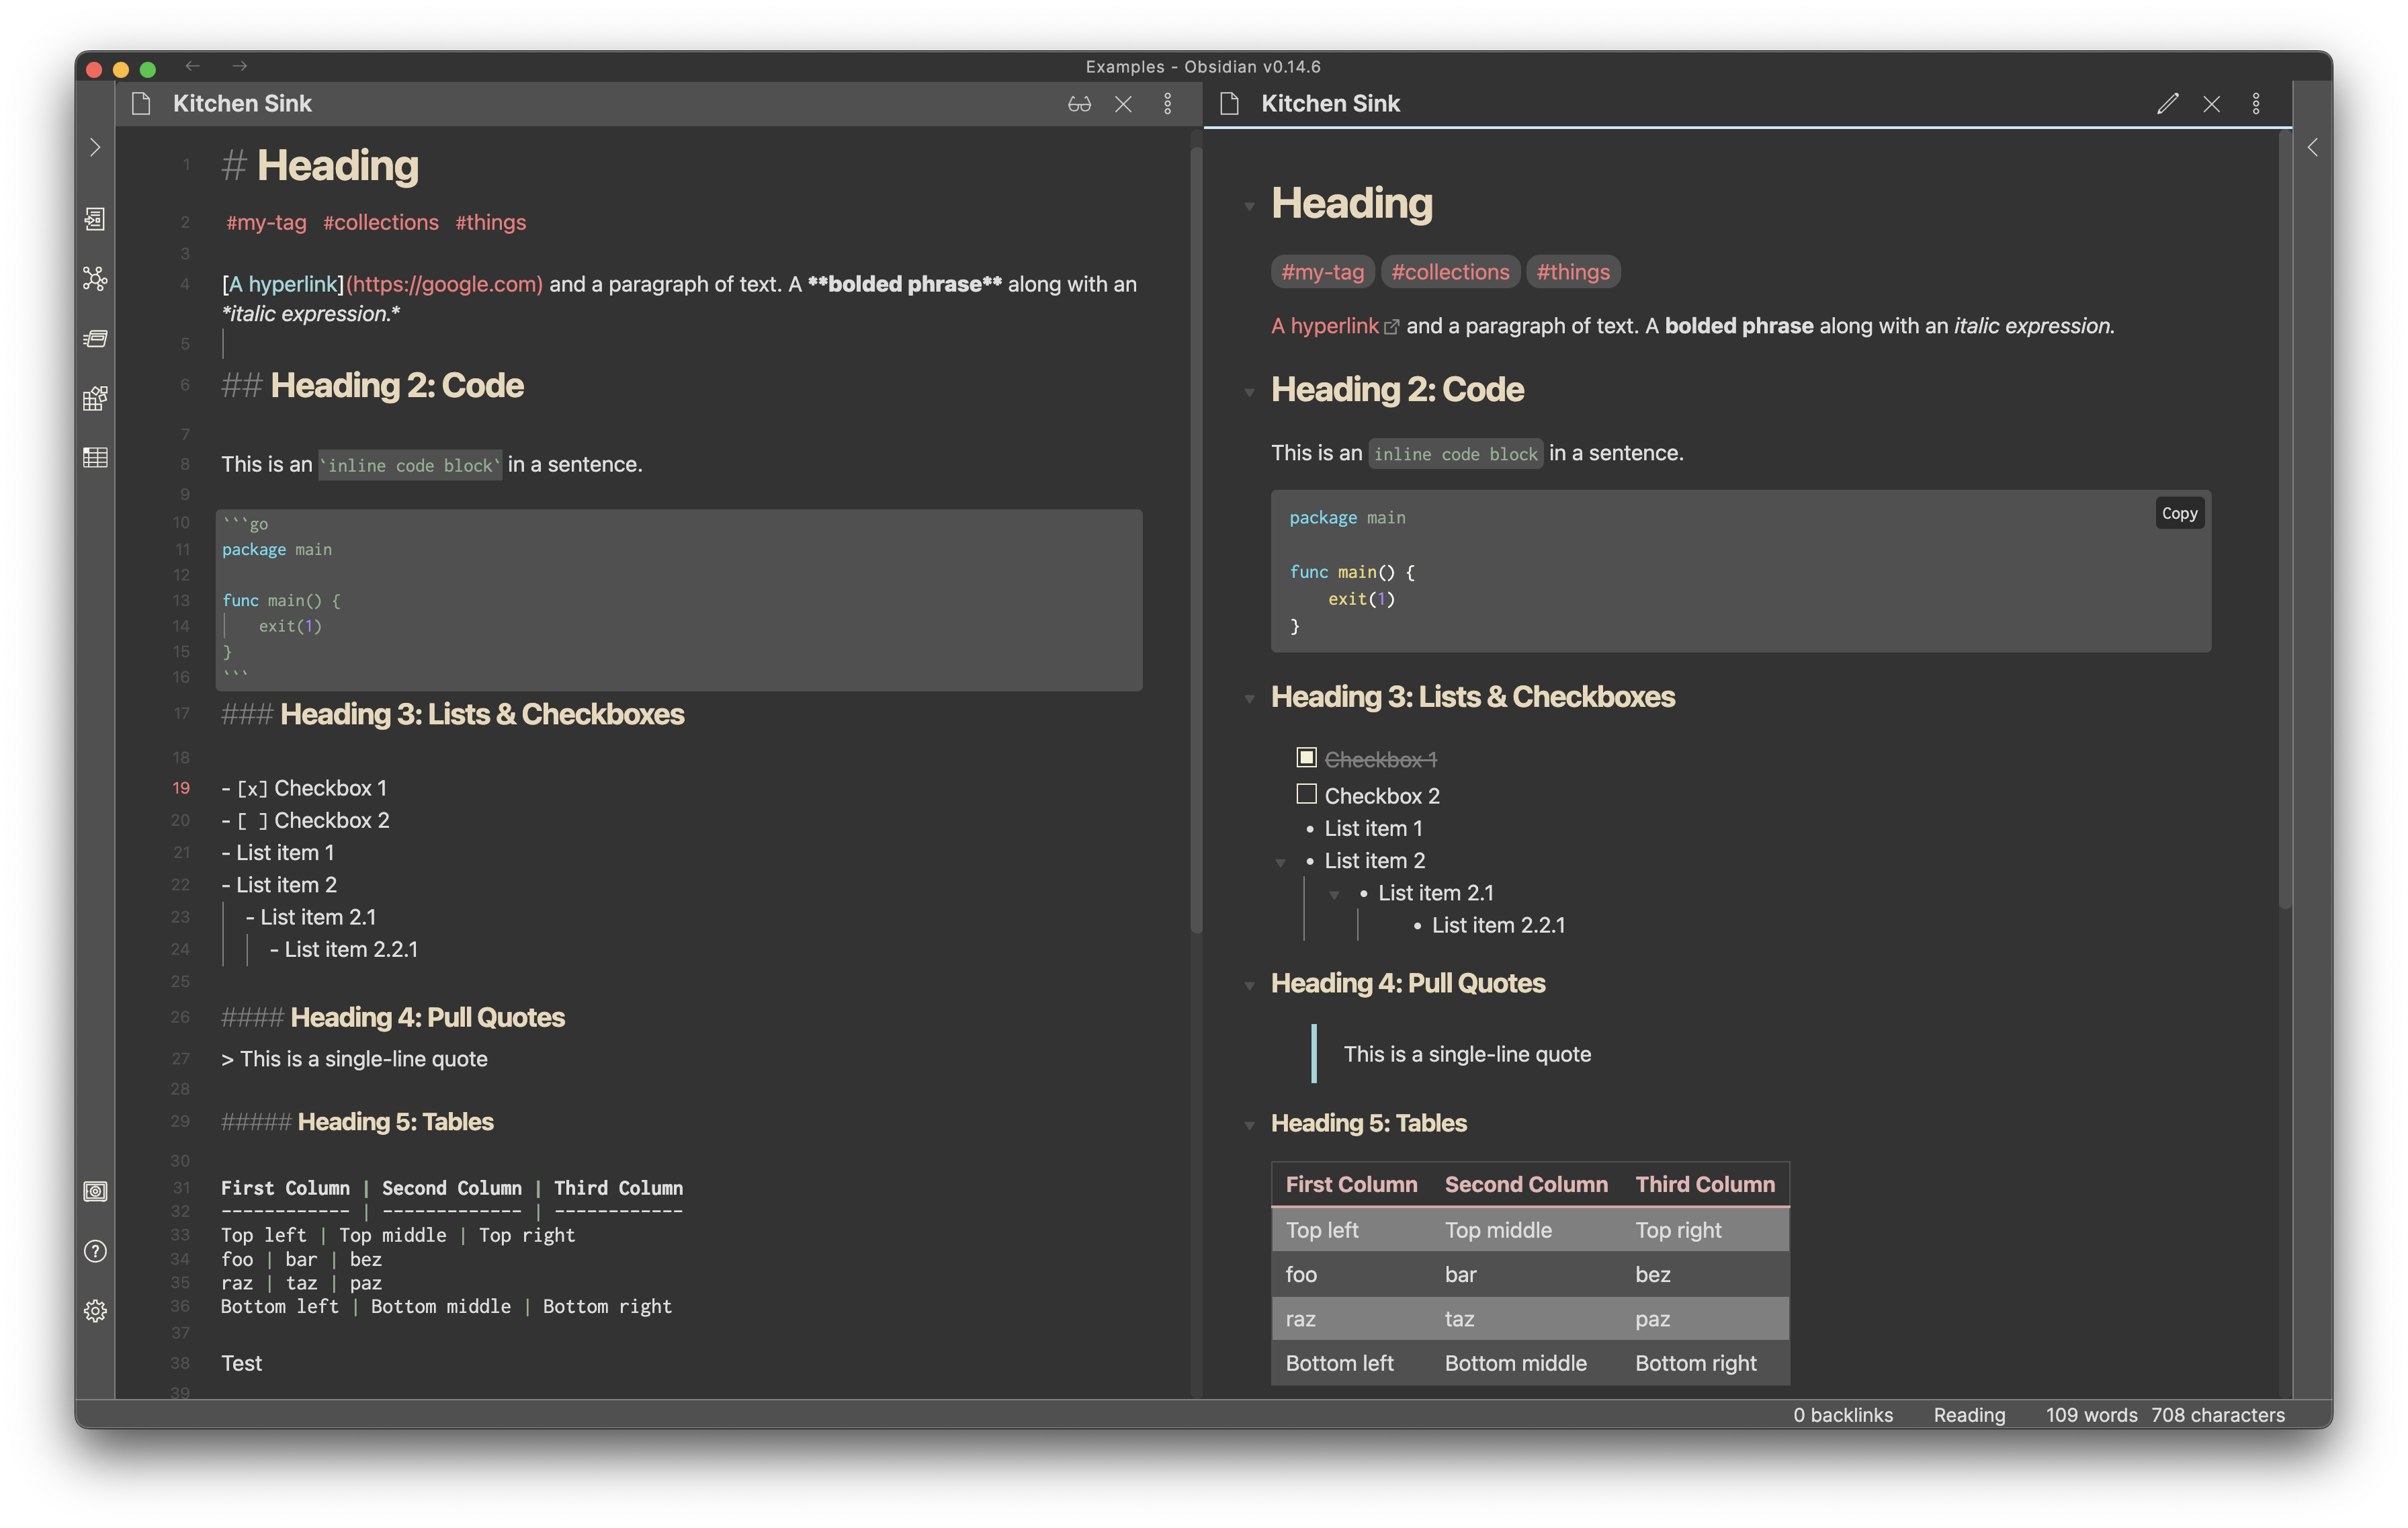 Examples - Obsidian v0.14.6
Kitchen Sink
1 # Heading
2 #my-tag #collections #things
3
4 [A hyperlink](https://google.com) and a paragraph of text. A **bolded phrase** along with an
*italic expression.*
5
6 ## Heading 2: Code
7
8 This is an `inline code block` in a sentence.
9
10 ```go
11 package main
12
13 func main() {
14     exit(1)
15 }
16 ```
17 ### Heading 3: Lists & Checkboxes
18
19 - [x] Checkbox 1
20 - [ ] Checkbox 2
21 - List item 1
22 - List item 2
23     - List item 2.1
24         - List item 2.2.1
25
26 #### Heading 4: Pull Quotes
27 > This is a single-line quote
28
29 ##### Heading 5: Tables
30
31 First Column | Second Column | Third Column
32 ------------ | ------------- | ------------
33 Top left | Top middle | Top right
34 foo | bar | bez
35 raz | taz | paz
36 Bottom left | Bottom middle | Bottom right
37
38 Test
39
Kitchen Sink
Heading
#my-tag #collections #things
A hyperlink and a paragraph of text. A bolded phrase along with an italic expression.
Heading 2: Code
This is an inline code block in a sentence.
Copy
package main
func main() {
    exit(1)
}
Heading 3: Lists & Checkboxes
Checkbox 1
Checkbox 2
• List item 1
• List item 2
• List item 2.1
• List item 2.2.1
Heading 4: Pull Quotes
This is a single-line quote
Heading 5: Tables
First Column Second Column Third Column
Top left Top middle Top right
foo bar bez
raz taz paz
Bottom left Bottom middle Bottom right
0 backlinks Reading 109 words 708 characters